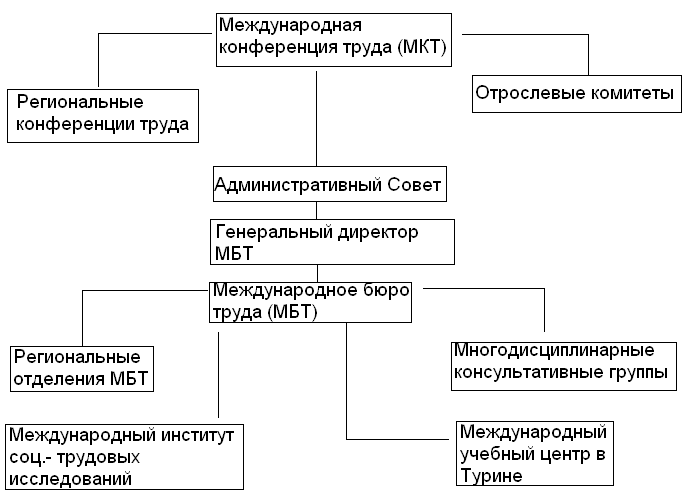 Международная
конференция труда (МКТ)
Региональные
конференции труда
Отрослевые комитеты
Административный Совет
Генеральный директор
МБТ
Международное бюро
труда (МБТ)
Региональные
отделения МБТ
Многодисциплинарные
консультативные группы
Международный институт
соц.- трудовых
исследований
Международный
учебный центр в
Турине